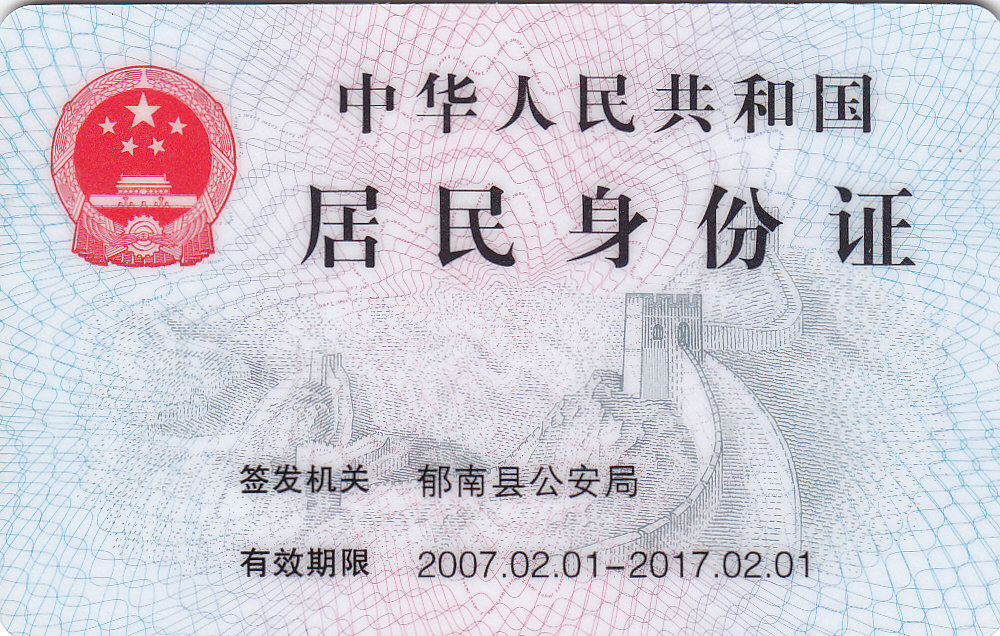 中华人民共和国
居民身份证
签发机关 郁南县公安局
有效期限 2007.02.01-2017.02.01